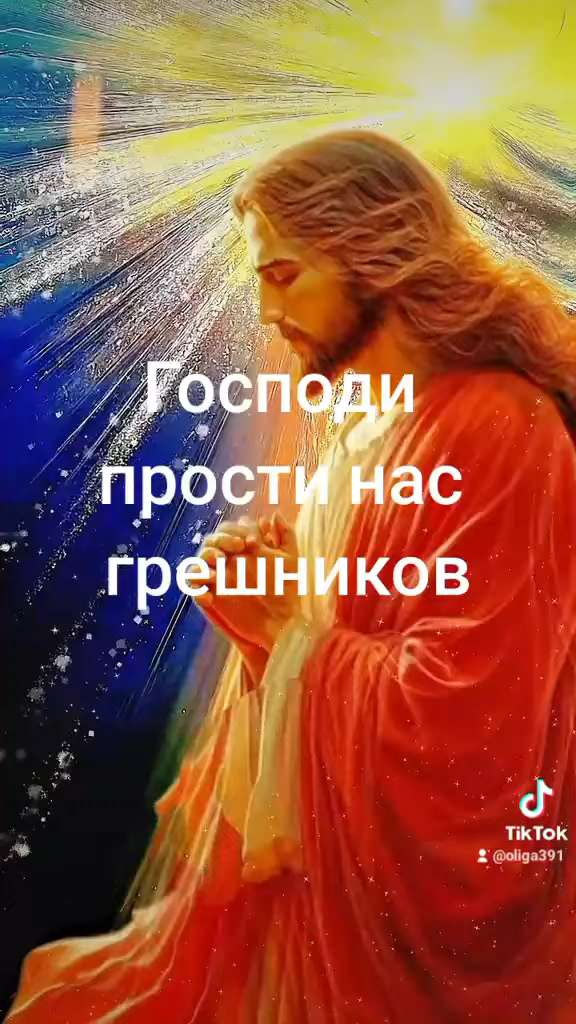 Господи
прости нас
грешников
TikTok
@oliga391